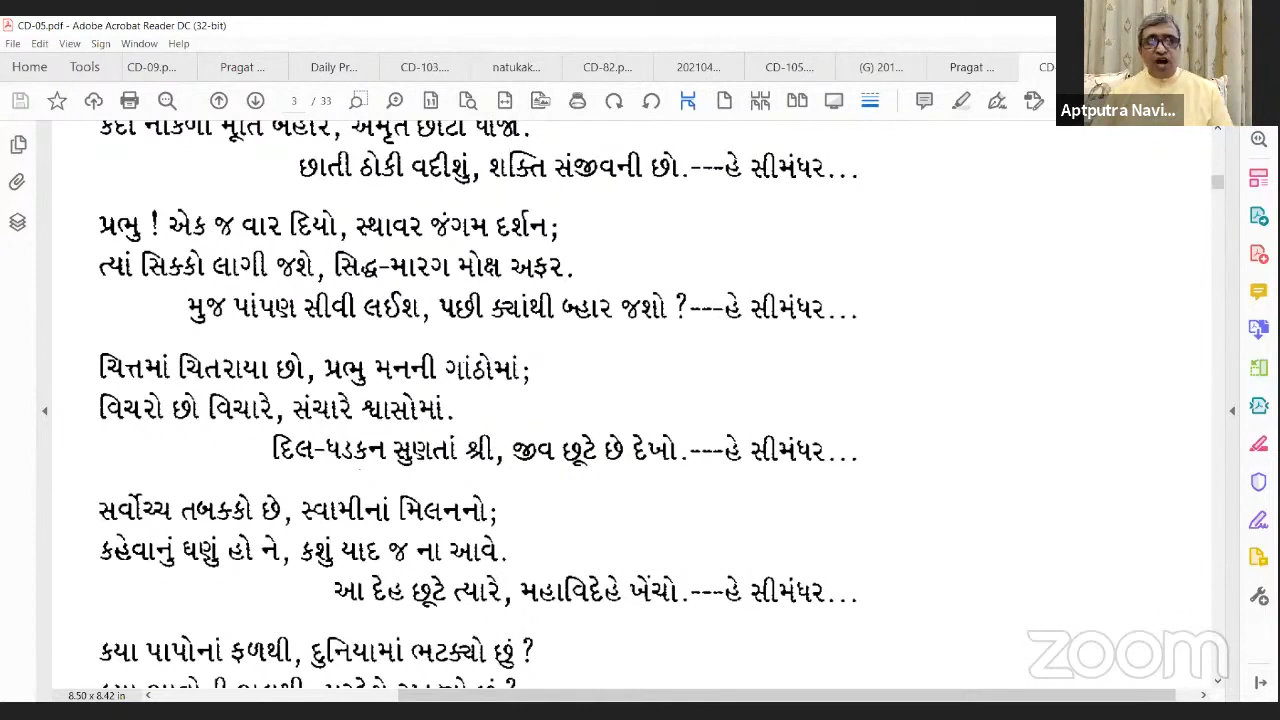 CD-05.pdf - Adobe Acrobat Reader DC (32-bit)
File Edit View Sign Window Help
Home Tools CD-09.p... Pragat ... Daily Pr CD-103... natukak... CD-82.p... 202104... CD-105.... (G) 201... Pragat ... CD-
3 / 33
Aptputra Navi...
મૂર્તિ બહાર, અમૃત છાંટી
છાતી ઠોકી વદીશું, શક્તિ સંજીવની છો.---હે સીમંધર...
પ્રભુ ! એક જ વાર દિયો, સ્થાવર જંગમ દર્શન;
ત્યાં સિક્કો લાગી જશે, સિદ્ધ-મારગ મોક્ષ અફર.
મુજ પાંપણ સીવી લઈશ, પછી ક્યાંથી બ્હાર જશો ?---હે સીમંધર...
ચિત્તમાં ચિતરાયા છો, પ્રભુ મનની ગાંઠોમાં;
વિચરો છો વિચારે, સંચારે શ્વાસોમાં.
દિલ-ધડકન સુણતાં શ્રી, જીવ છૂટે છે દેખો.---હે સીમંધર...
સર્વોચ્ચ તબક્કો છે, સ્વામીનાં મિલનનો;
કહેવાનું ઘણું હો ને, કશું યાદ જ ના આવે.
આ દેહ છૂટે ત્યારે, મહાવિદેહે ખેંચો.---હે સીમંધર...
કયા પાપોનાં ફળથી, દુનિયામાં ભટક્યો છું ?
zoom
8.50 x 8.42 in